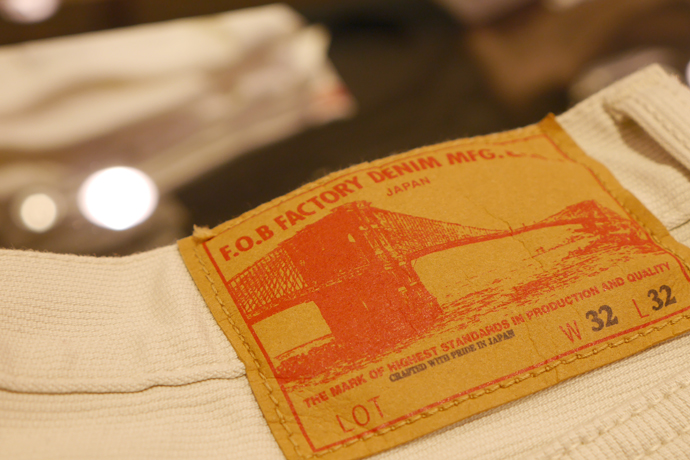 F.O.B FACTORY DENIM MFG.
JAPAN
THE MARK OF HIGHEST STANDARDS IN PRODUCTION AND QUALITY
CRAFTED WITH PRIDE IN JAPAN
W 32 L 32
LOT